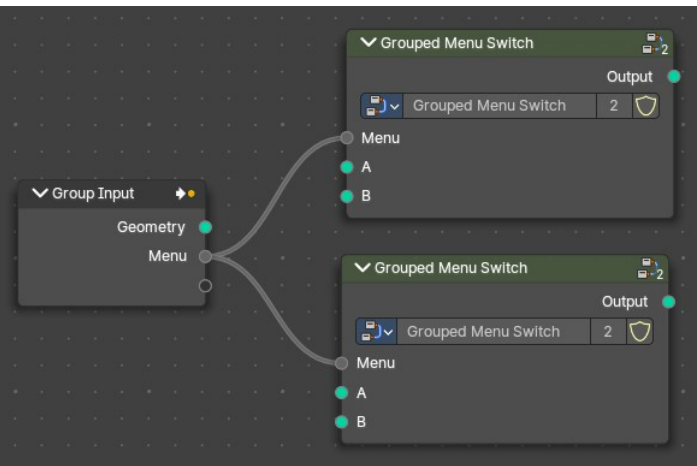 Grouped Menu Switch
2
Output
Grouped Menu Switch 2
Menu
A
B
Group Input
Geometry
Menu
Grouped Menu Switch
2
Output
Grouped Menu Switch 2
Menu
A
B